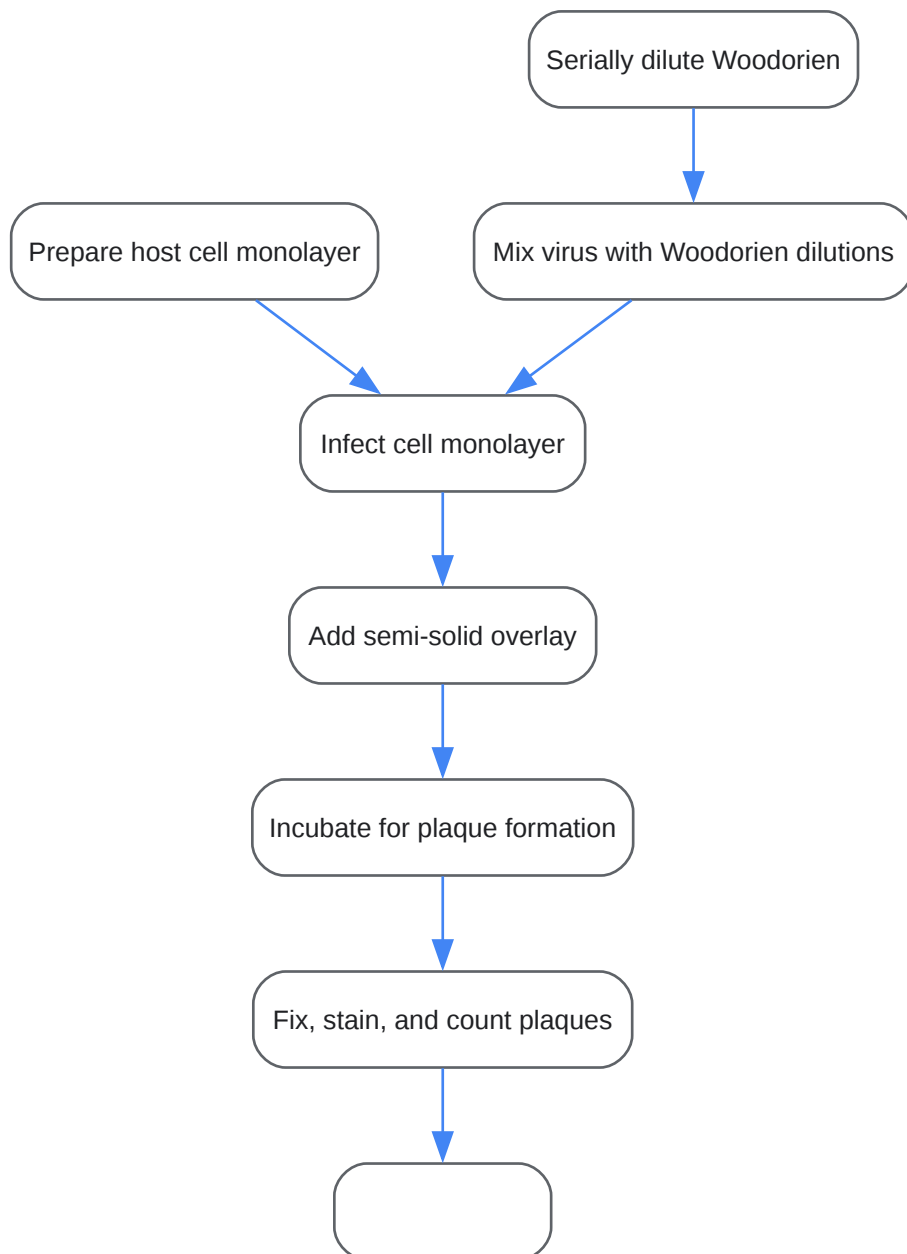 Serially dilute Woodorien
Prepare host cell monolayer
Mix virus with Woodorien dilutions
Infect cell monolayer
Add semi-solid overlay
Incubate for plaque formation
Fix, stain, and count plaques